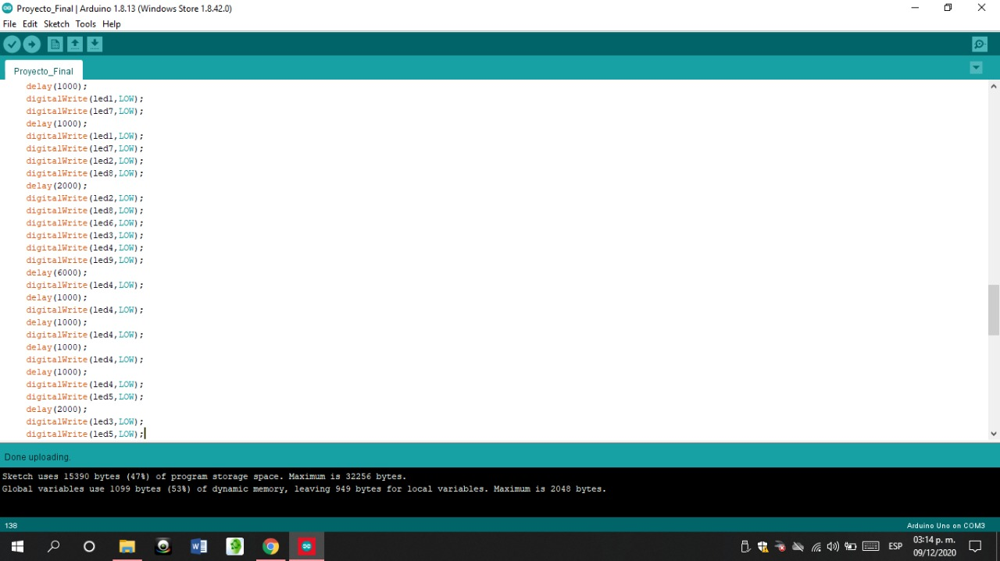 Proyecto_Final | Arduino 1.8.13 (Windows Store 1.8.42.0)
File Edit Sketch Tools Help
Proyecto_Final
delay(1000);
digitalWrite(led1,LOW);
digitalWrite(led7,LOW);
delay(1000);
digitalWrite(led1,LOW);
digitalWrite(led7,LOW);
digitalWrite(led2,LOW);
digitalWrite(led8,LOW);
delay(2000);
digitalWrite(led2,LOW);
digitalWrite(led8,LOW);
digitalWrite(led6,LOW);
digitalWrite(led3,LOW);
digitalWrite(led4,LOW);
digitalWrite(led9,LOW);
delay(6000);
digitalWrite(led4,LOW);
delay(1000);
digitalWrite(led4,LOW);
delay(1000);
digitalWrite(led4,LOW);
delay(1000);
digitalWrite(led4,LOW);
delay(1000);
digitalWrite(led4,LOW);
digitalWrite(led5,LOW);
delay(2000);
digitalWrite(led3,LOW);
digitalWrite(led5,LOW);
Done uploading.
Sketch uses 15390 bytes (47%) of program storage space. Maximum is 32256 bytes.
Global variables use 1099 bytes (53%) of dynamic memory, leaving 949 bytes for local variables. Maximum is 2048 bytes.
138
Arduino Uno on COM3
ESP
03:14 p. m.
09/12/2020